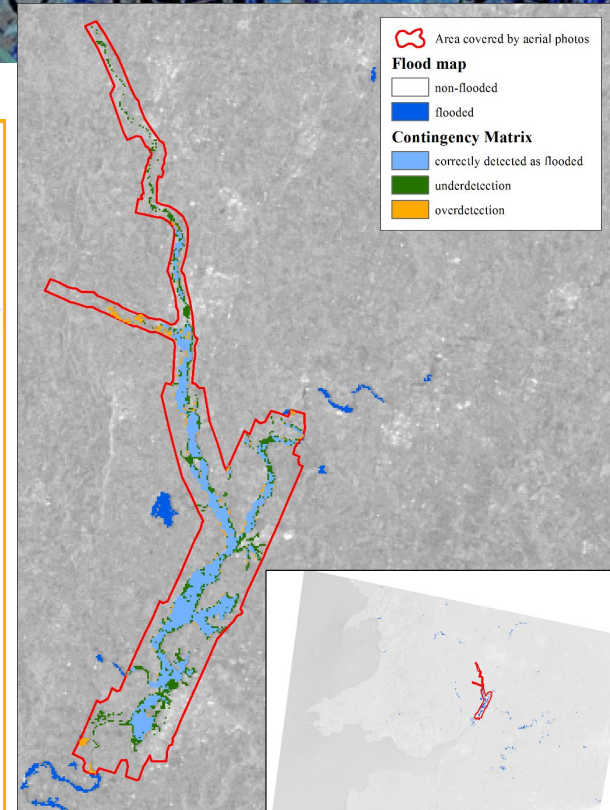 Area covered by aerial photos
Flood map
non-flooded
flooded
Contingency Matrix
correctly detected as flooded
underdetection
overdetection